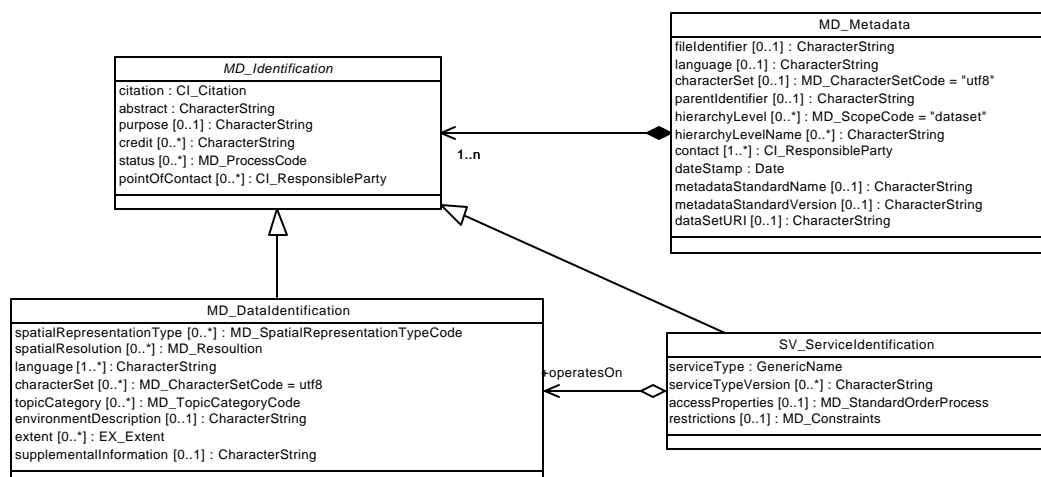 MD_Metadata
fileIdentifier [0..1] : CharacterString
language [0..1] : CharacterString
characterSet [0..1] : MD_CharacterSetCode = "utf8"
parentIdentifier [0..1] : CharacterString
hierarchyLevel [0..*] : MD_ScopeCode = "dataset"
hierarchyLevelName [0..*] : CharacterString
contact [1..*] : CI_ResponsibleParty
dateStamp : Date
metadataStandardName [0..1] : CharacterString
metadataStandardVersion [0..1] : CharacterString
dataSetURI [0..1] : CharacterString
MD_Identification
citation : CI_Citation
abstract : CharacterString
purpose [0..1] : CharacterString
credit [0..*] : CharacterString
status [0..*] : MD_ProcessCode
pointOfContact [0..*] : CI_ResponsibleParty
1..n
MD_DataIdentification
spatialRepresentationType [0..*] : MD_SpatialRepresentationTypeCode
spatialResolution [0..*] : MD_Resoultion
language [1..*] : CharacterString
characterSet [0..*] : MD_CharacterSetCode = utf8
topicCategory [0..*] : MD_TopicCategoryCode
environmentDescription [0..1] : CharacterString
extent [0..*] : EX_Extent
supplementalInformation [0..1] : CharacterString
+operatesOn
SV_ServiceIdentification
serviceType : GenericName
serviceTypeVersion [0..*] : CharacterString
accessProperties [0..1] : MD_StandardOrderProcess
restrictions [0..1] : MD_Constraints